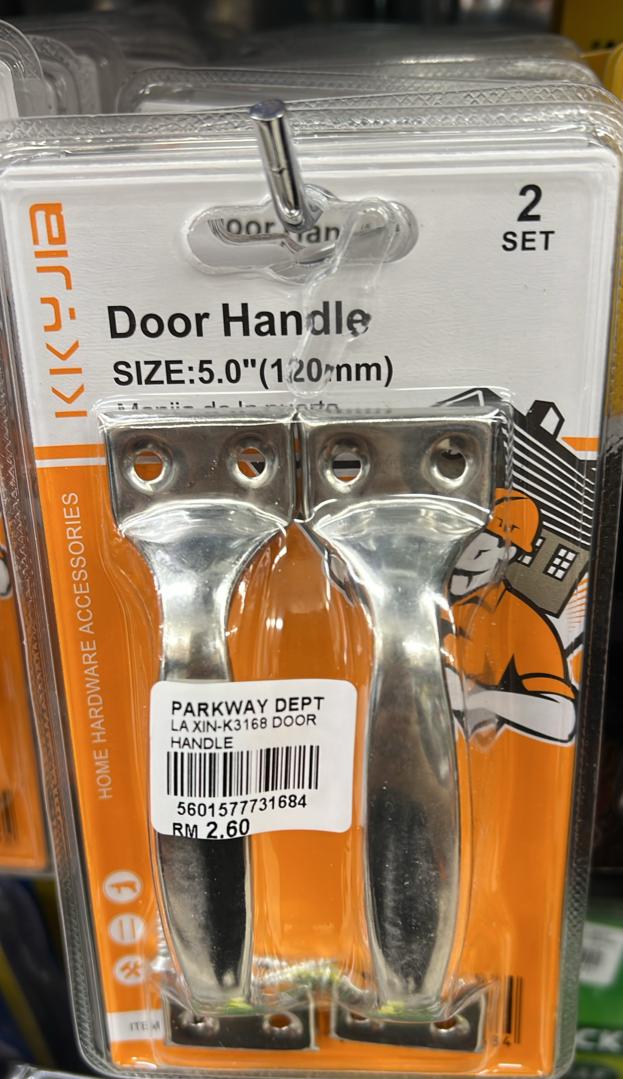 2
SET
KKYJIA
Door Handle
SIZE:5.0"(120mm)
HOME HARDWARE ACCESSORIES
PARKWAY DEPT
LA XIN-K3168 DOOR
HANDLE
5601577731684
RM 2.60
ITEM